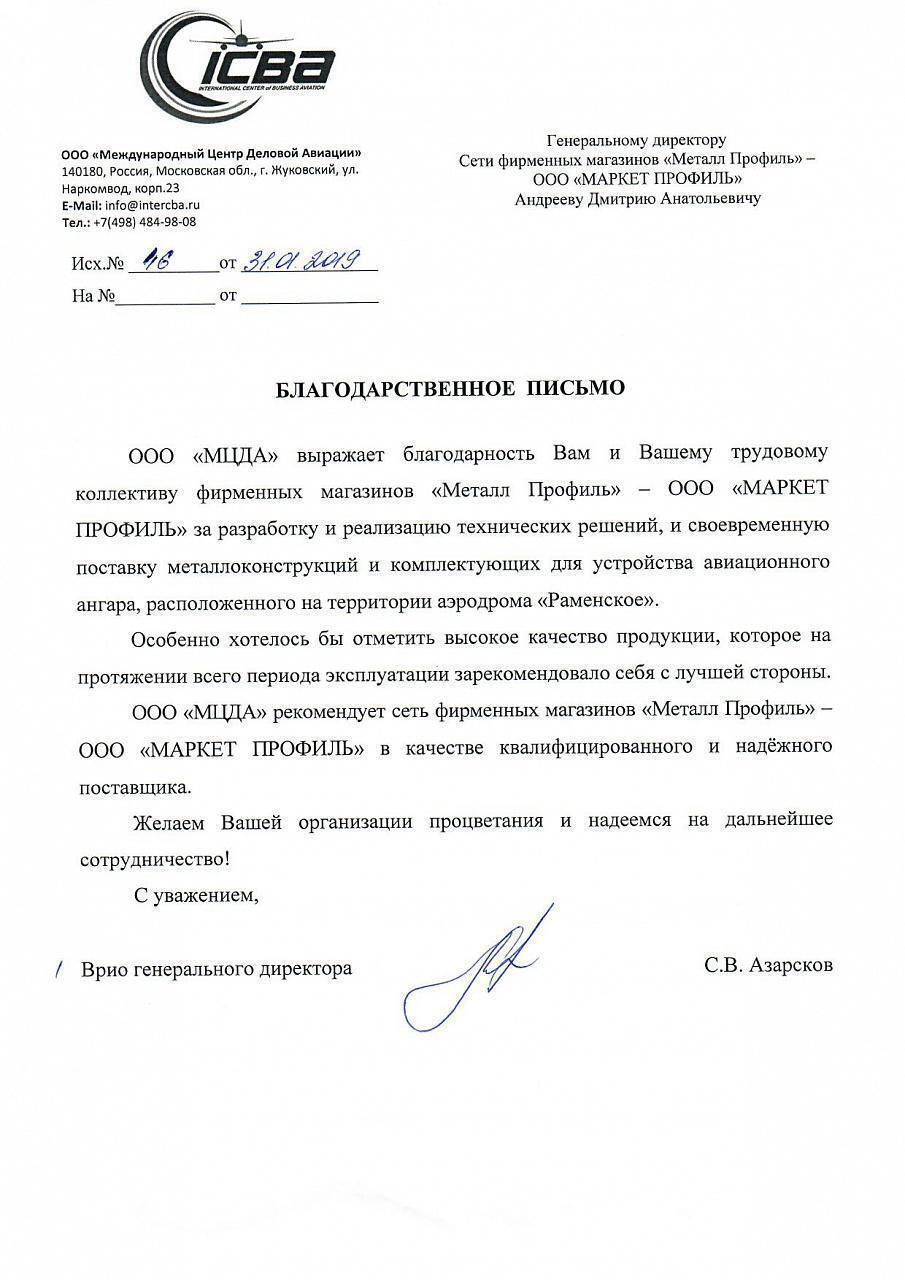 ICBA
INTERNATIONAL CENTER of BUSINESS AVIATION
ООО «Международный Центр Деловой Авиации»
140180, Россия, Московская обл., г. Жуковский, ул.
Наркомвод, корп.23
E-Mail: info@intercba.ru
Тел.: +7(498) 484-98-08
Генеральному директору
Сети фирменных магазинов «Металл Профиль» –
ООО «МАРКЕТ ПРОФИЛЬ»
Андрееву Дмитрию Анатольевичу
Исх.№ 46 от 31.01.2019
На №___________ от _______________
БЛАГОДАРСТВЕННОЕ ПИСЬМО
ООО «МЦДА» выражает благодарность Вам и Вашему трудовому
коллективу фирменных магазинов «Металл Профиль» – ООО «МАРКЕТ
ПРОФИЛЬ» за разработку и реализацию технических решений, и своевременную
поставку металлоконструкций и комплектующих для устройства авиационного
ангара, расположенного на территории аэродрома «Раменское».
Особенно хотелось бы отметить высокое качество продукции, которое на
протяжении всего периода эксплуатации зарекомендовало себя с лучшей стороны.
ООО «МЦДА» рекомендует сеть фирменных магазинов «Металл Профиль» –
ООО «МАРКЕТ ПРОФИЛЬ» в качестве квалифицированного и надёжного
поставщика.
Желаем Вашей организации процветания и надеемся на дальнейшее
сотрудничество!
С уважением,
Врио генерального директора
С.В. Азарсков